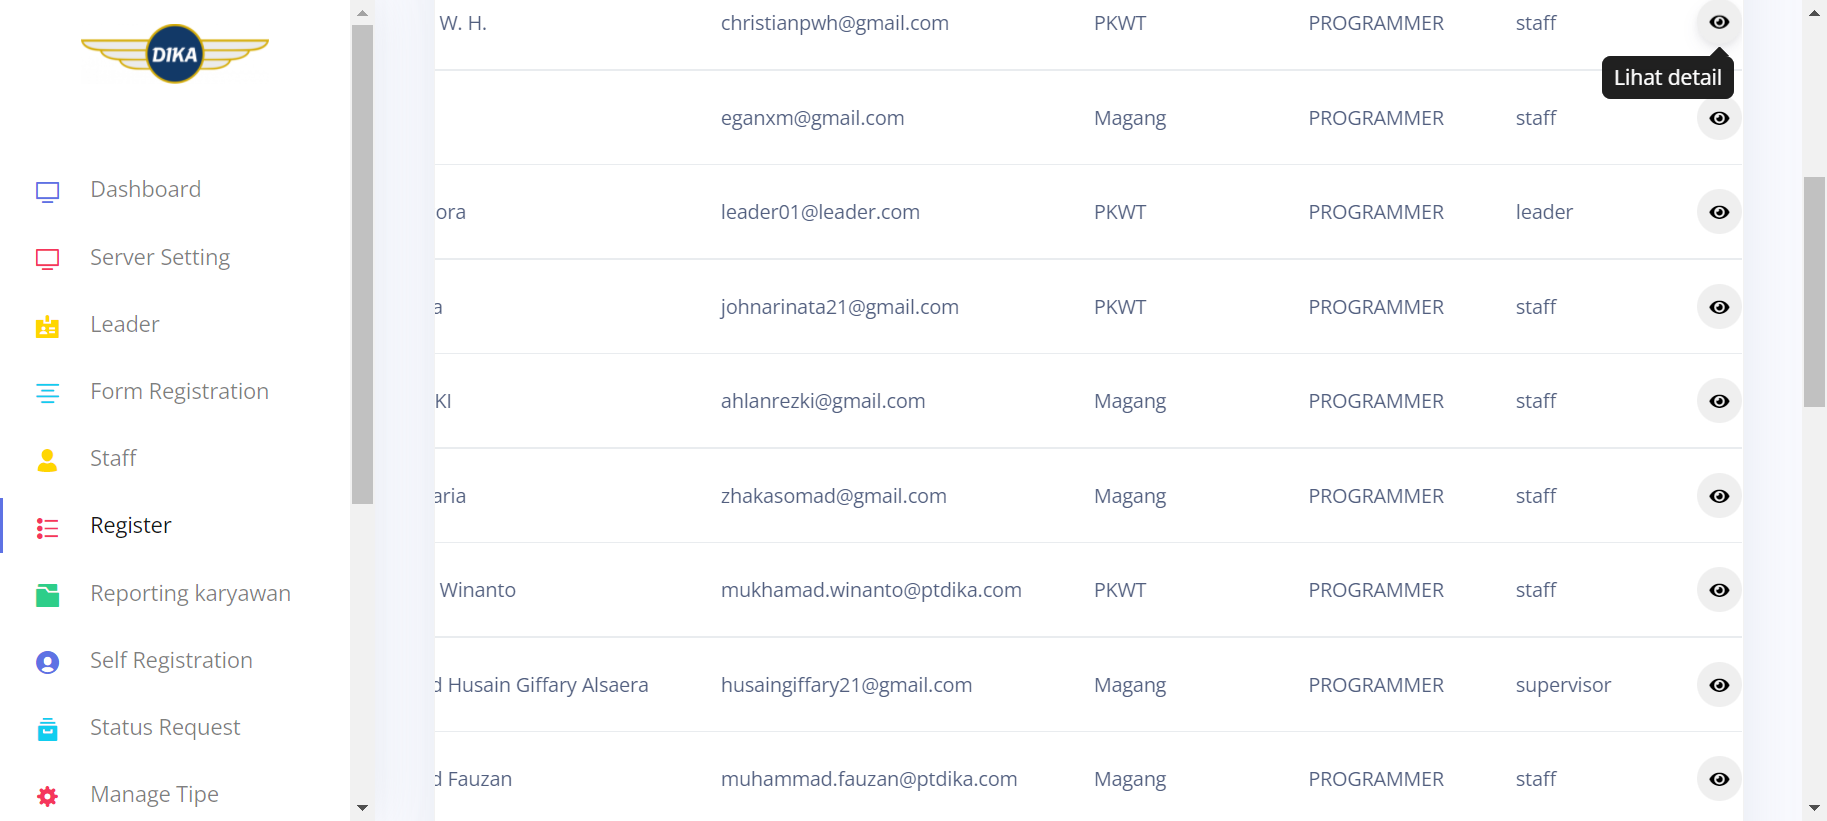 DIKA
Dashboard
Server Setting
Leader
Form Registration
Staff
Register
Reporting karyawan
Self Registration
Status Request
Manage Tipe
W. H. christianpwh@gmail.com PKWT PROGRAMMER staff
Lihat detail
eganxm@gmail.com Magang PROGRAMMER staff
ora leader01@leader.com PKWT PROGRAMMER leader
a johnarinata21@gmail.com PKWT PROGRAMMER staff
KI ahlanrezki@gmail.com Magang PROGRAMMER staff
aria zhakasomad@gmail.com Magang PROGRAMMER staff
Winanto mukhamad.winanto@ptdika.com PKWT PROGRAMMER staff
d Husain Giffary Alsaera husaingiffary21@gmail.com Magang PROGRAMMER supervisor
d Fauzan muhammad.fauzan@ptdika.com Magang PROGRAMMER staff